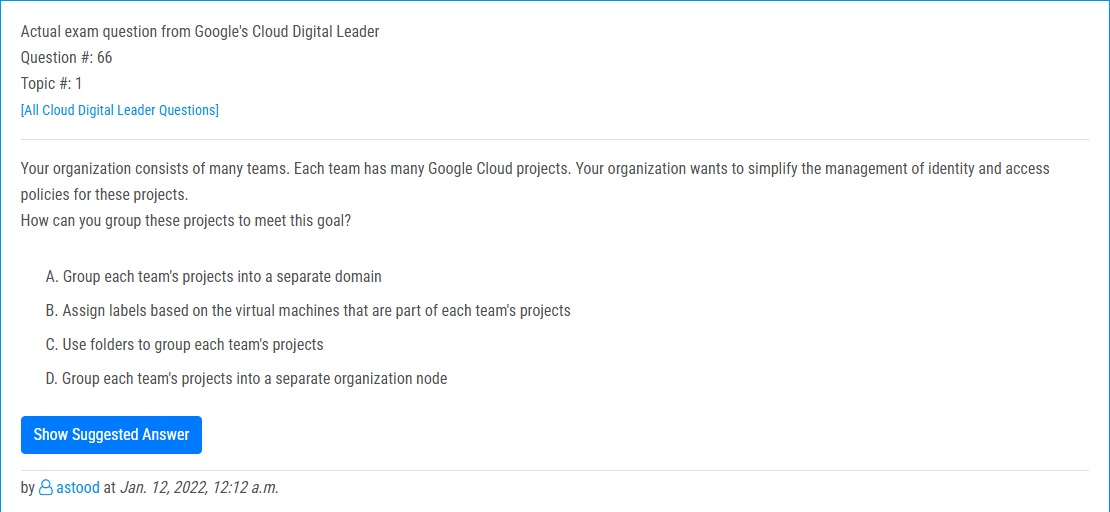 Actual exam question from Google's Cloud Digital Leader
Question #: 66
Topic #: 1
[All Cloud Digital Leader Questions]
Your organization consists of many teams. Each team has many Google Cloud projects. Your organization wants to simplify the management of identity and access
policies for these projects.
How can you group these projects to meet this goal?
A. Group each team's projects into a separate domain
B. Assign labels based on the virtual machines that are part of each team's projects
C. Use folders to group each team's projects
D. Group each team's projects into a separate organization node
Show Suggested Answer
by astood at Jan. 12, 2022, 12:12 a.m.